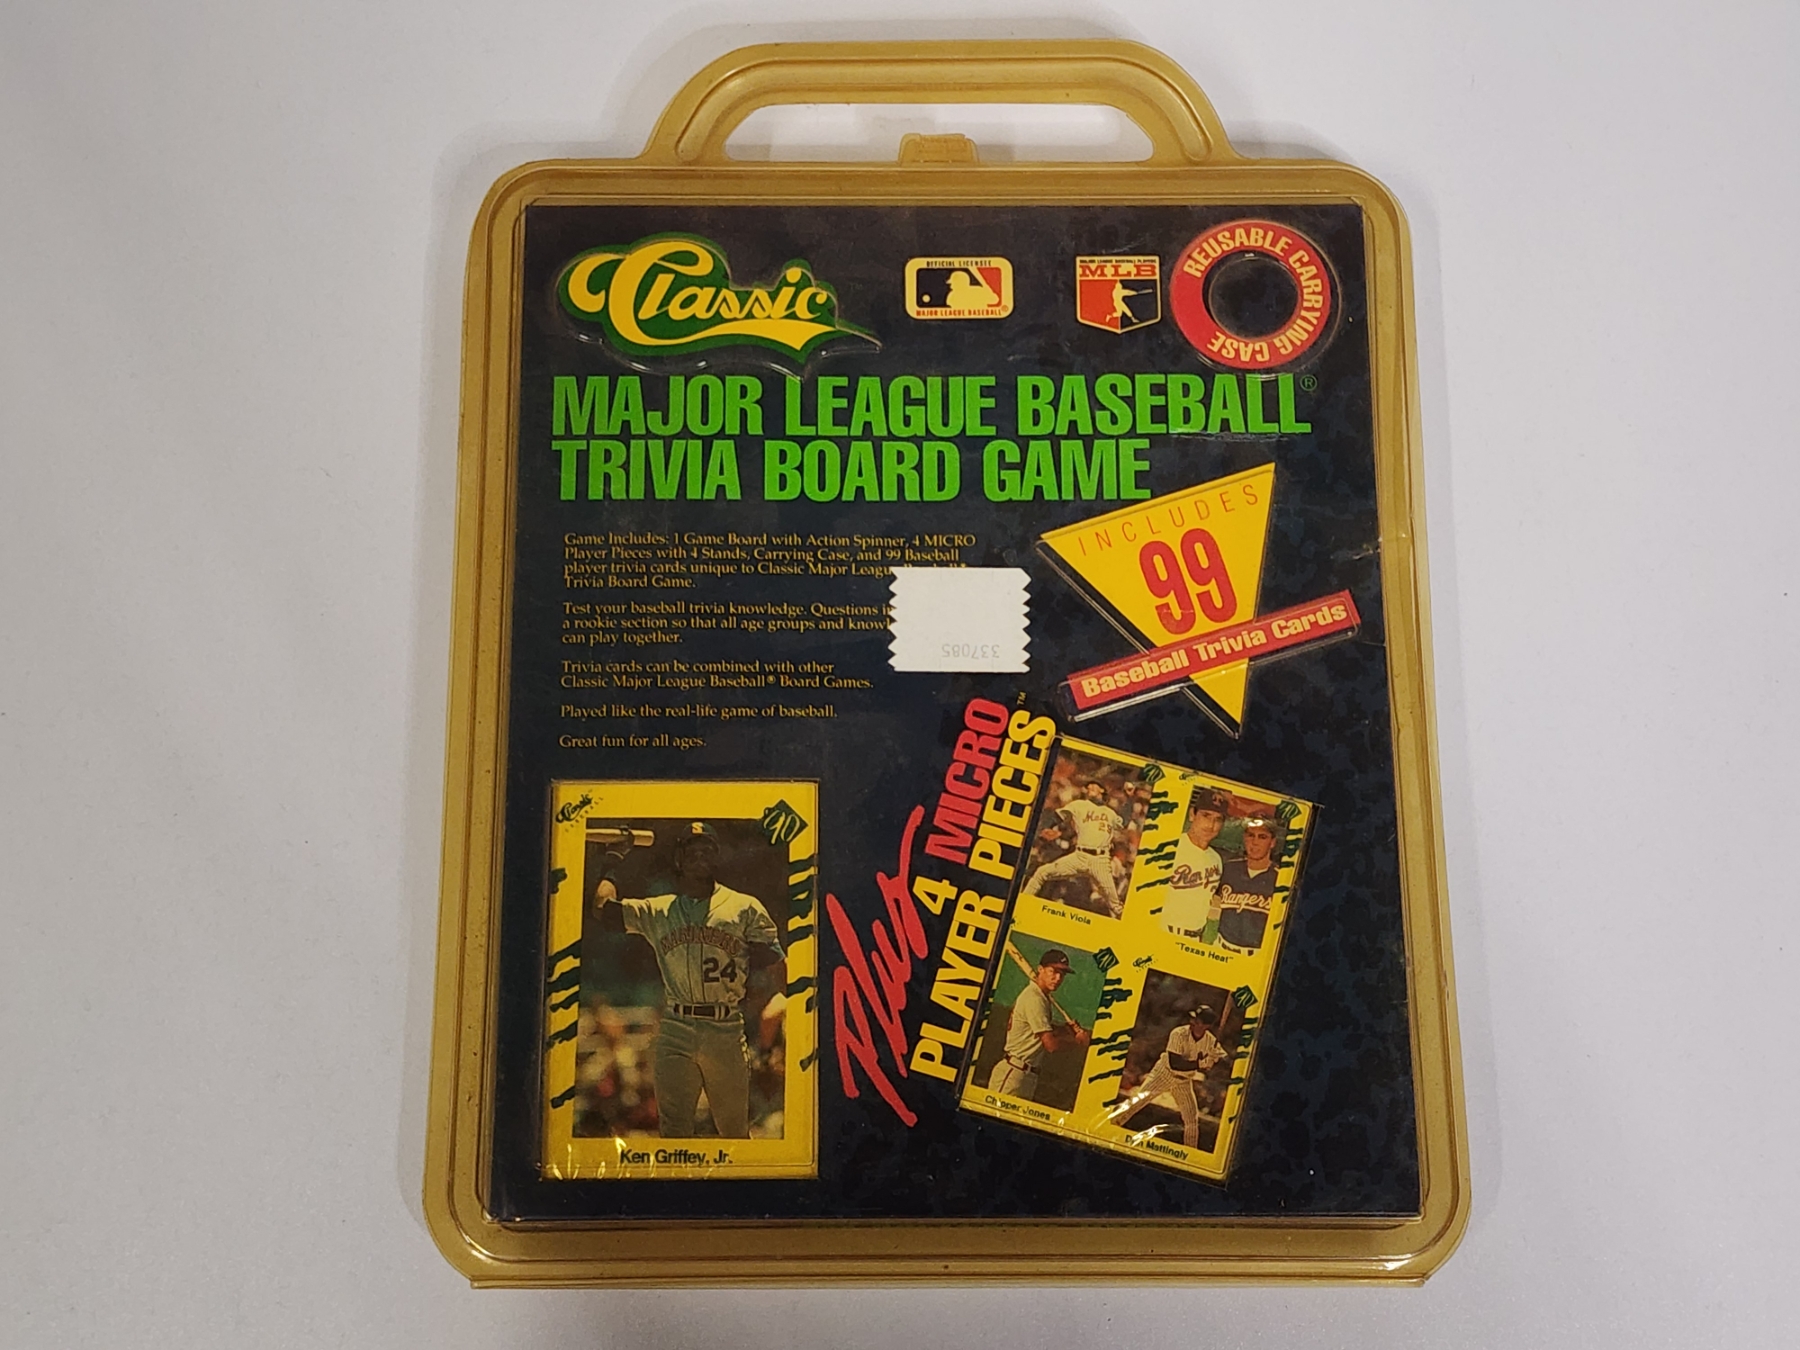 Classic
OFFICIAL LICENSEE
MAJOR LEAGUE BASEBALL®
MAJOR LEAGUE BASEBALL PLAYERS
MLB
REUSABLE CARRYING CASE
MAJOR LEAGUE BASEBALL®
TRIVIA BOARD GAME
INCLUDES
99
Baseball Trivia Cards
Game Includes: 1 Game Board with Action Spinner, 4 MICRO
Player Pieces with 4 Stands, Carrying Case, and 99 Baseball
player trivia cards unique to Classic Major
Trivia Board Game.
Test your baseball trivia knowledge. Questions
a rookie section so that all age groups and
can play together.
Trivia cards can be combined with other
Classic Major League Baseball® Board Games.
Played like the real-life game of baseball.
Great fun for all ages.
337085
Plus
4 MICRO
PLAYER PIECES™
Classic
90
MARINERS
24
Ken Griffey, Jr.
Mets
Frank Viola
Rangers
Rangers
"Texas Heat"
Chipper Jones
Don Mattingly